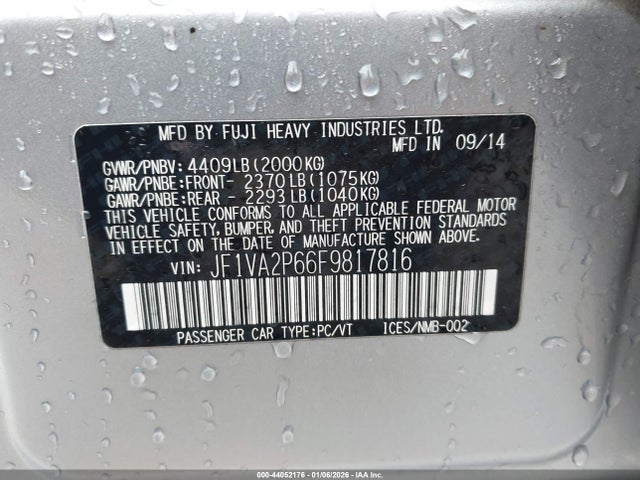 MFD BY FUJI HEAVY INDUSTRIES LTD.
MFD IN 09/14
GVWR/PNBV: 4409LB(2000KG)
GAWR/PNBE:FRONT- 2370LB(1075KG)
GAWR/PNBE:REAR - 2293LB(1040KG)
THIS VEHICLE CONFORMS TO ALL APPLICABLE FEDERAL MOTOR
VEHICLE SAFETY, BUMPER, AND THEFT PREVENTION STANDARDS
IN EFFECT ON THE DATE OF MANUFACTURE SHOWN ABOVE.
VIN: JF1VA2P66F9817816
PASSENGER CAR TYPE:PC/VT ICES/NMB-002
000-44052176 - 01/06/2026 - IAAI.COM